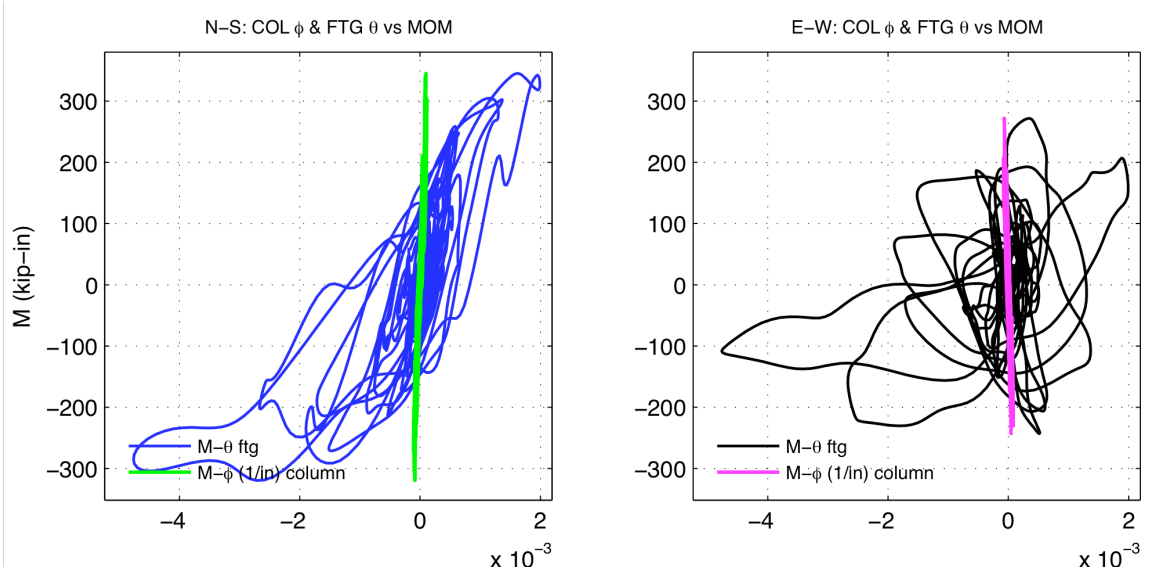 N−S: COL ϕ & FTG θ vs MOM
M (kip−in)
300
200
100
0
−100
−200
−300
M−θ ftg
M−ϕ (1/in) column
−4
−2
0
2
x 10⁻³
E−W: COL ϕ & FTG θ vs MOM
300
200
100
0
−100
−200
−300
M−θ ftg
M−ϕ (1/in) column
−4
−2
0
2
x 10⁻³